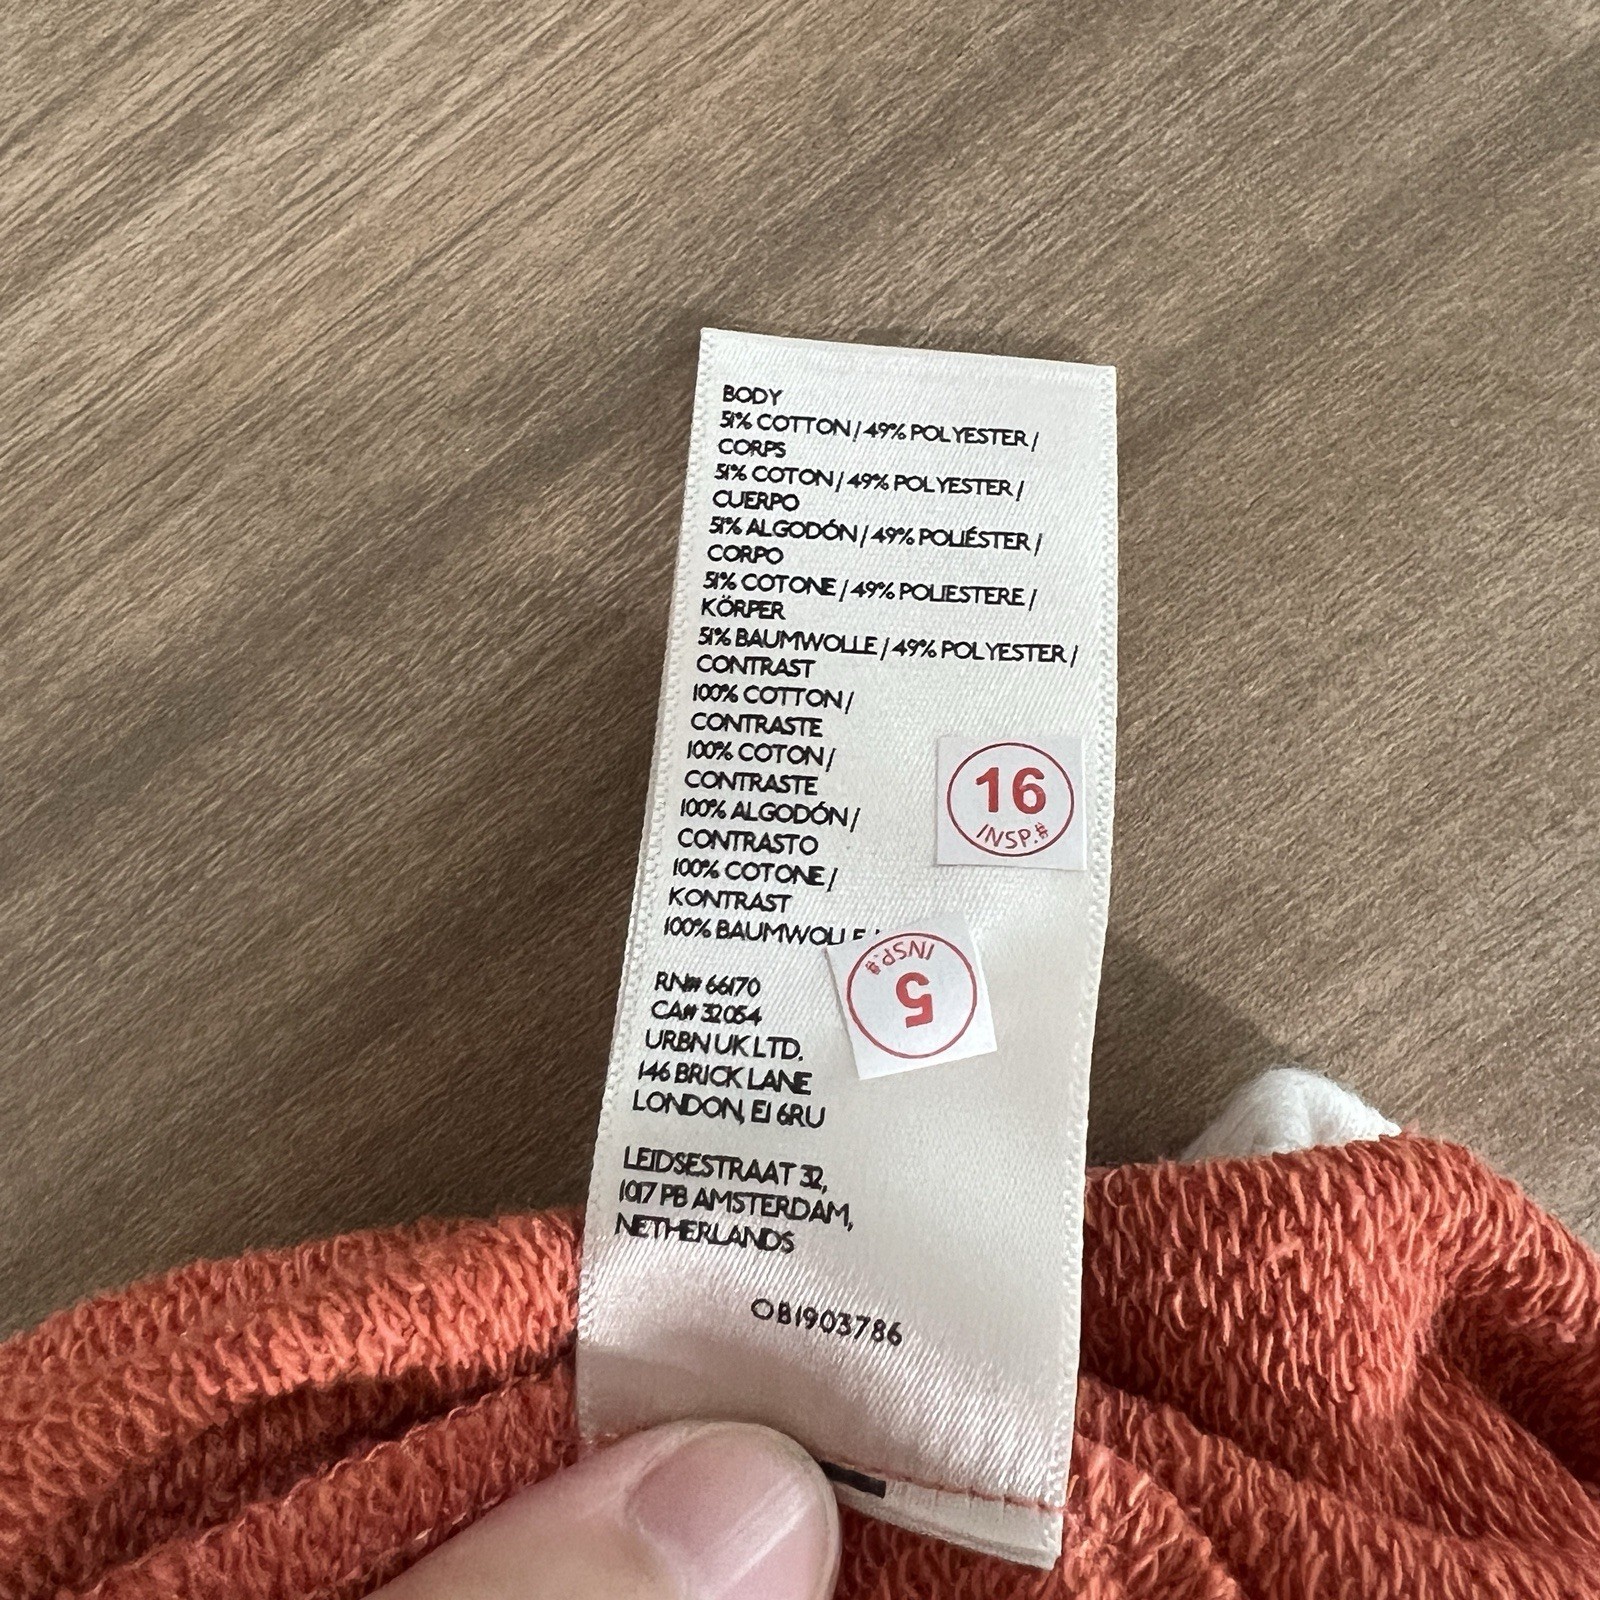 BODY
51% COTTON / 49% POLYESTER /
CORPS
51% COTON / 49% POLYESTER /
CUERPO
51% ALGODÓN / 49% POLIÉSTER /
CORPO
51% COTONE / 49% POLIESTERE /
KÖRPER
51% BAUMWOLLE / 49% POLYESTER /
CONTRAST
100% COTTON /
CONTRASTE
100% COTON /
CONTRASTE
100% ALGODÓN /
CONTRASTO
100% COTONE /
KONTRAST
100% BAUMWOLLE /
16
INSP.#
5
INSP.#
RN# 66170
CA# 32054
URBN UK LTD.
146 BRICK LANE
LONDON, E1 6RU
LEIDSESTRAAT 32,
1017 PB AMSTERDAM,
NETHERLANDS
OB1903786